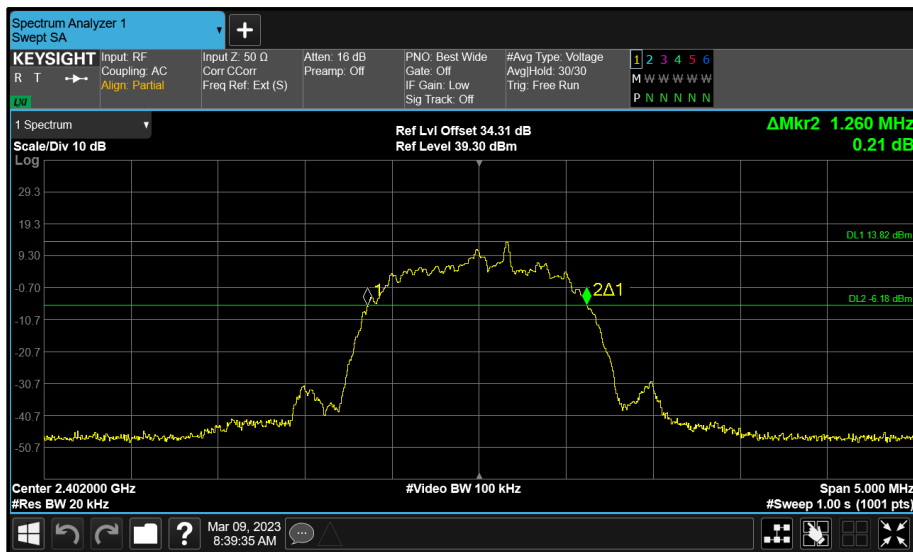 Spectrum Analyzer 1
Swept SA
+
KEYSIGHT
R T
LXI
Input: RF
Coupling: AC
Align: Partial
Input Z: 50 Ω
Corr CCorr
Freq Ref: Ext (S)
Atten: 16 dB
Preamp: Off
PNO: Best Wide
Gate: Off
IF Gain: Low
Sig Track: Off
#Avg Type: Voltage
Avg|Hold: 30/30
Trig: Free Run
1 2 3 4 5 6
M W W W W W
P N N N N N
1 Spectrum
Scale/Div 10 dB
Ref Lvl Offset 34.31 dB
Ref Level 39.30 dBm
ΔMkr2 1.260 MHz
0.21 dB
Log
29.3
19.3
DL1 13.82 dBm
9.30
-0.70
1
2Δ1
DL2 -6.18 dBm
-10.7
-20.7
-30.7
-40.7
-50.7
Center 2.402000 GHz
#Video BW 100 kHz
Span 5.000 MHz
#Res BW 20 kHz
#Sweep 1.00 s (1001 pts)
?
Mar 09, 2023
8:39:35 AM